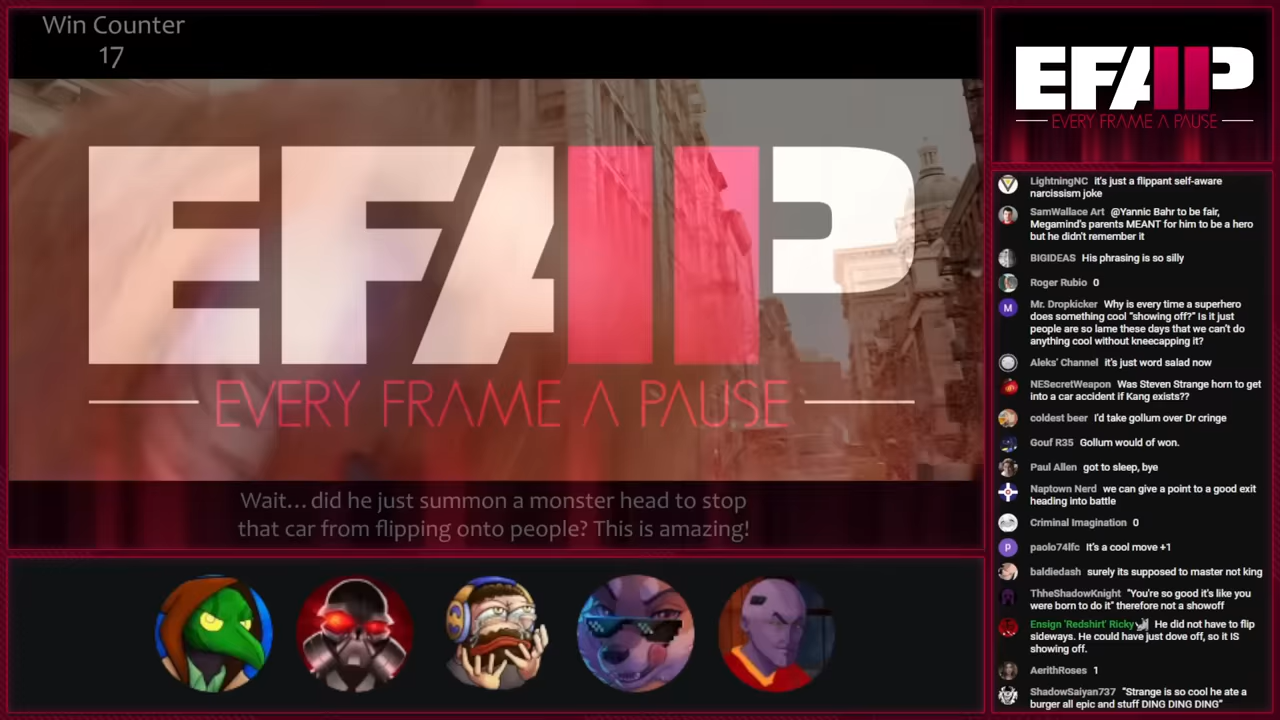 Win Counter
17
EFAP
EVERY FRAME A PAUSE
Wait...did he just summon a monster head to stop
that car from flipping onto people? This is amazing!
EFAP
EVERY FRAME A PAUSE
LightningNC it's just a flippant self-aware
narcissism joke
SamWallace Art @Yannic Bahr to be fair,
Megamind's parents MEANT for him to be a hero
but he didn't remember it
BIGIDEAS His phrasing is so silly
Roger Rubio 0
M
Mr. Dropkicker Why is every time a superhero
does something cool "showing off?" Is it just
people are so lame these days that we can't do
anything cool without kneecapping it?
Aleks' Channel it's just word salad now
NESecretWeapon Was Steven Strange horn to get
into a car accident if Kang exists??
coldest beer I'd take gollum over Dr cringe
Gouf R35 Gollum would of won.
Paul Allen got to sleep, bye
Naptown Nerd we can give a point to a good exit
heading into battle
Criminal Imagination 0
P
paolo74lfc It's a cool move +1
baldiedash surely its supposed to master not king
ThheShadowKnight "You're so good it's like you
were born to do it" therefore not a showoff
Ensign 'Redshirt' Ricky He did not have to flip
sideways. He could have just dove off, so it IS
showing off.
AerithRoses 1
ShadowSaiyan737 "Strange is so cool he ate a
burger all epic and stuff DING DING DING"